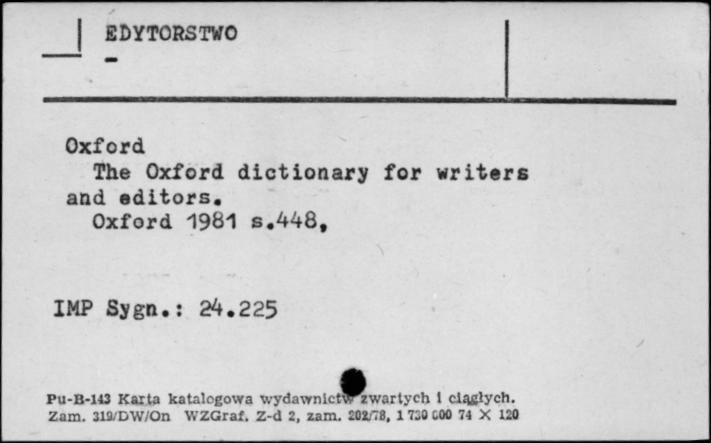 EDYTORSTWO
Oxford
The Oxford dictionary for writers
and editors.
Oxford 1981 s.448,
IMP Sygn.: 24.225
Pu-B-143 Karta katalogowa wydawnictw zwartych i ciągłych.
Zam. 319/DW/On WZGraf. Z-d 2, zam. 202/78, 1 730 000 74 X 120